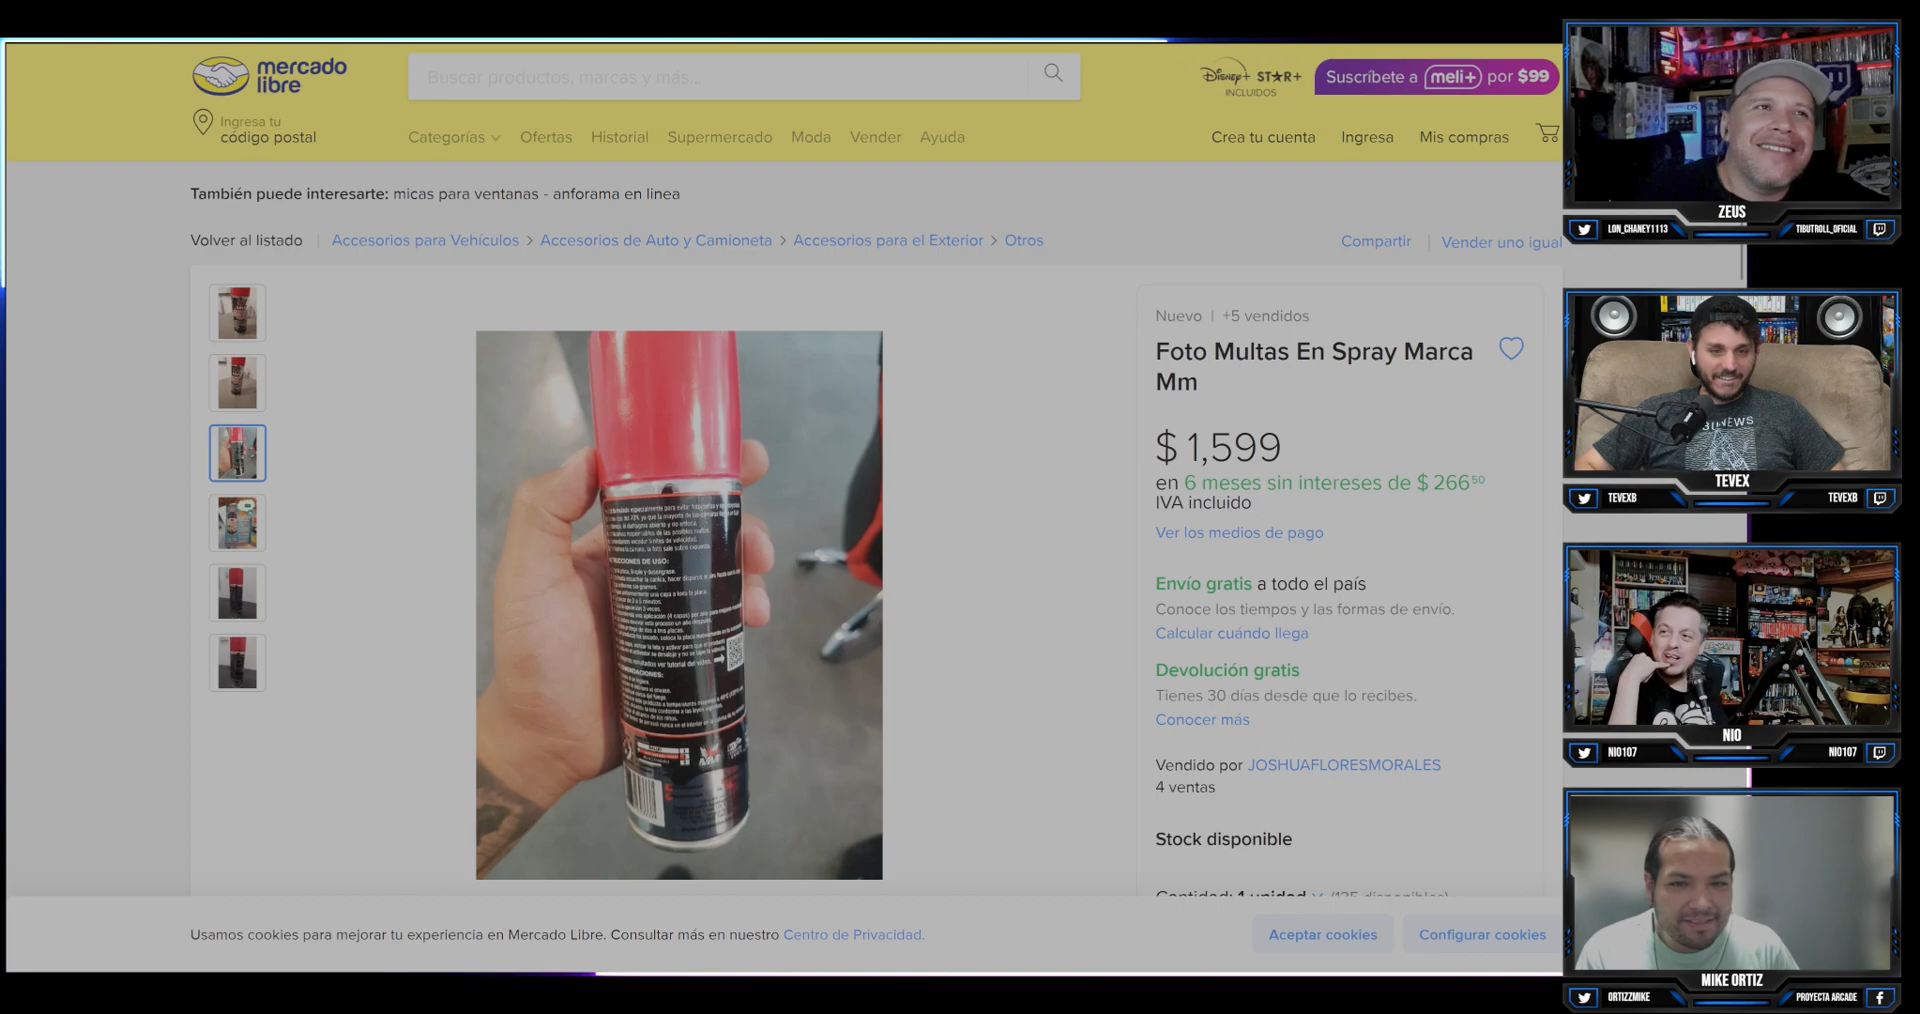 mercado
libre
Buscar productos, marcas y más...
Disney+ STAR+
INCLUIDOS
Suscríbete a meli+ por $99
Ingresa tu
código postal
Categorías Ofertas Historial Supermercado Moda Vender Ayuda
Crea tu cuenta Ingresa Mis compras
También puede interesarte: micas para ventanas - anforama en linea
Volver al listado | Accesorios para Vehículos > Accesorios de Auto y Camioneta > Accesorios para el Exterior > Otros
Compartir | Vender uno igual
Nuevo | +5 vendidos
Foto Multas En Spray Marca
Mm
$ 1,599
en 6 meses sin intereses de $ 266 50
IVA incluido
Ver los medios de pago
Envío gratis a todo el país
Conoce los tiempos y las formas de envío.
Calcular cuándo llega
Devolución gratis
Tienes 30 días desde que lo recibes.
Conocer más
Vendido por JOSHUAFLORESMORALES
4 ventas
Stock disponible
Cantidad: 1 unidad (125 disponibles)
Usamos cookies para mejorar tu experiencia en Mercado Libre. Consultar más en nuestro Centro de Privacidad.
Aceptar cookies
Configurar cookies
ZEUS
LON_CHANEY1113
TIBUTROLL_OFICIAL
TEVEX
TEVEXB
TEVEXB
NIO
NIO107
NIO107
MIKE ORTIZ
ORTIZZMIKE
PROYECTA ARCADE